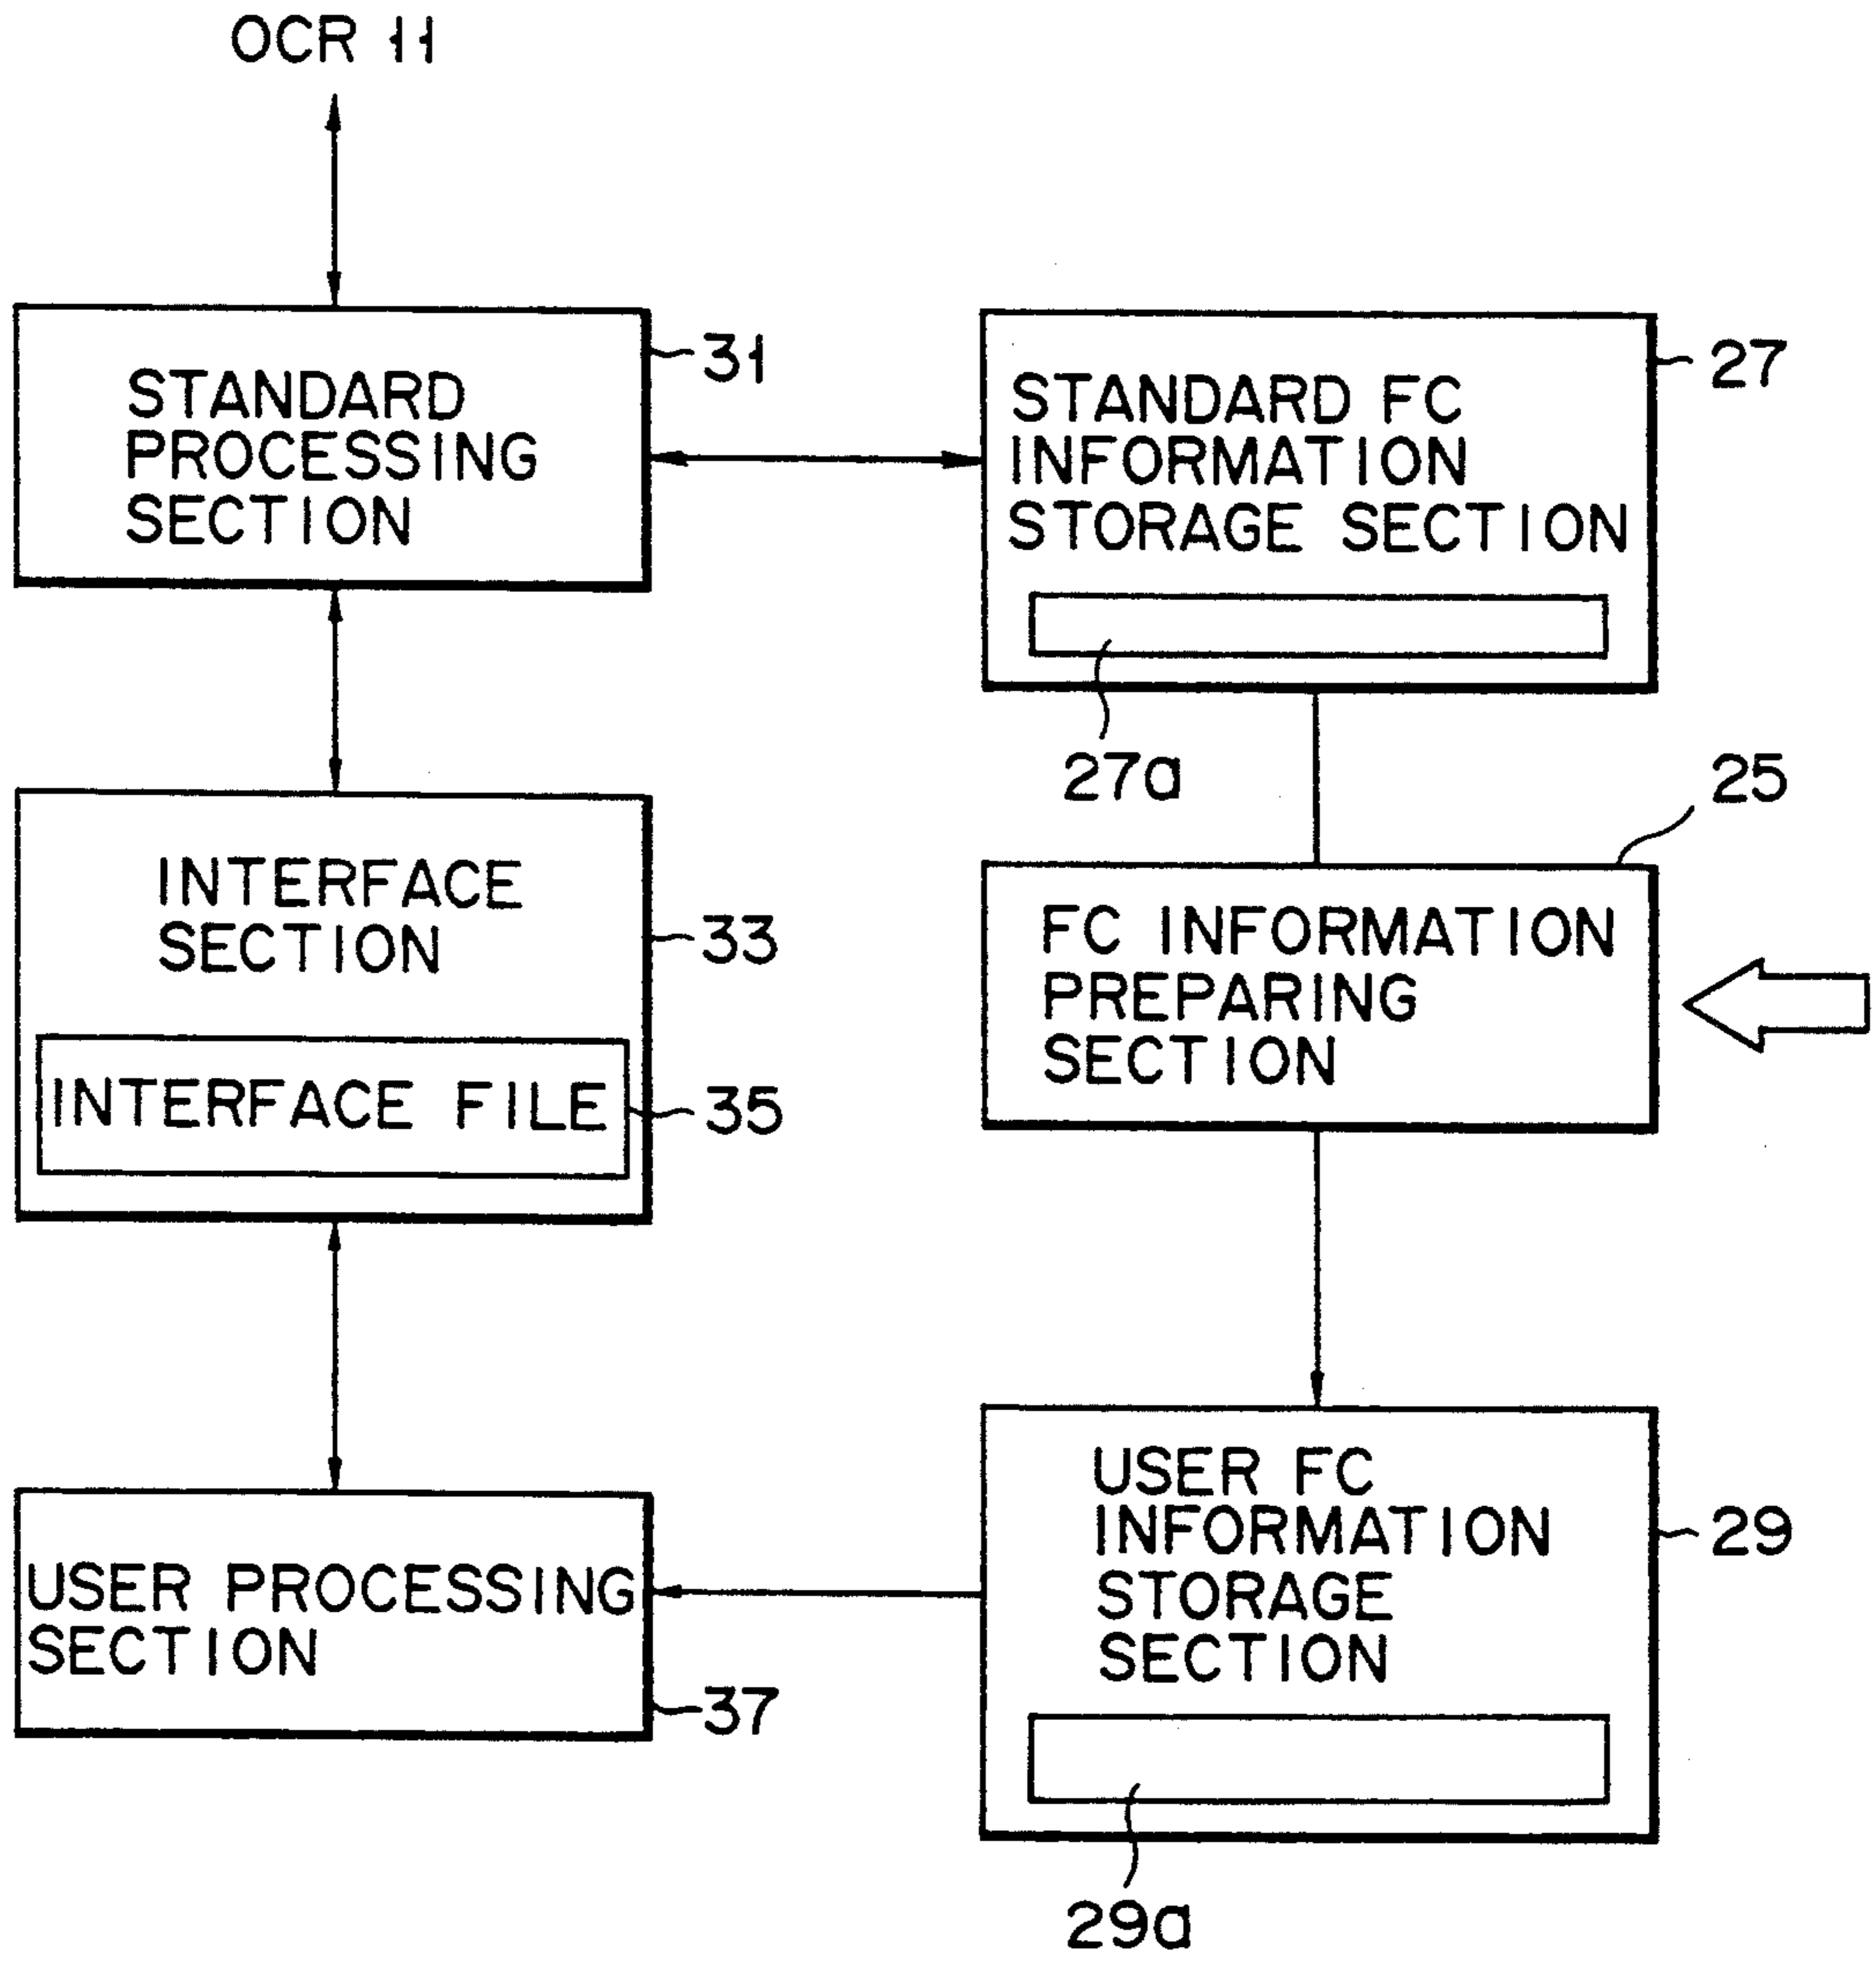 OCR 11
STANDARD
PROCESSING
SECTION
31
STANDARD FC
INFORMATION
STORAGE SECTION
27
27a
INTERFACE
SECTION
33
INTERFACE FILE
35
25
FC INFORMATION
PREPARING
SECTION
USER PROCESSING
SECTION
37
USER FC
INFORMATION
STORAGE
SECTION
29
29a